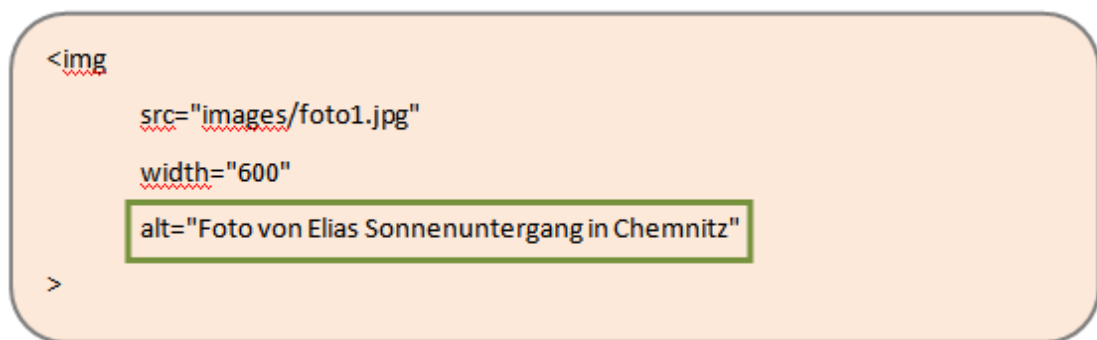 <img
src="images/foto1.jpg"
width="600"
alt="Foto von Elias Sonnenuntergang in Chemnitz"
>